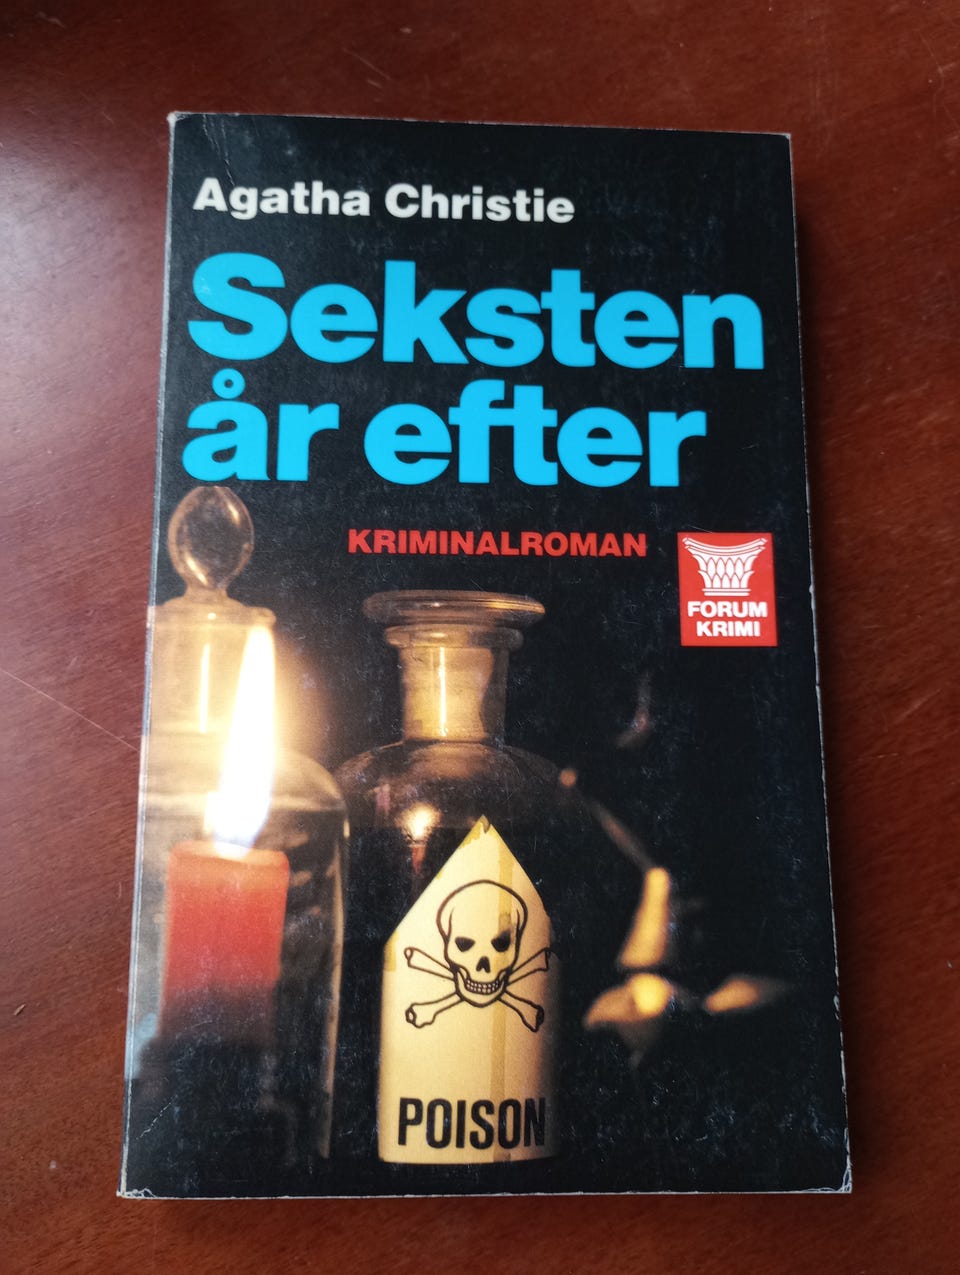 Agatha Christie
Seksten
år efter
KRIMINALROMAN
FORUM
KRIMI
POISON